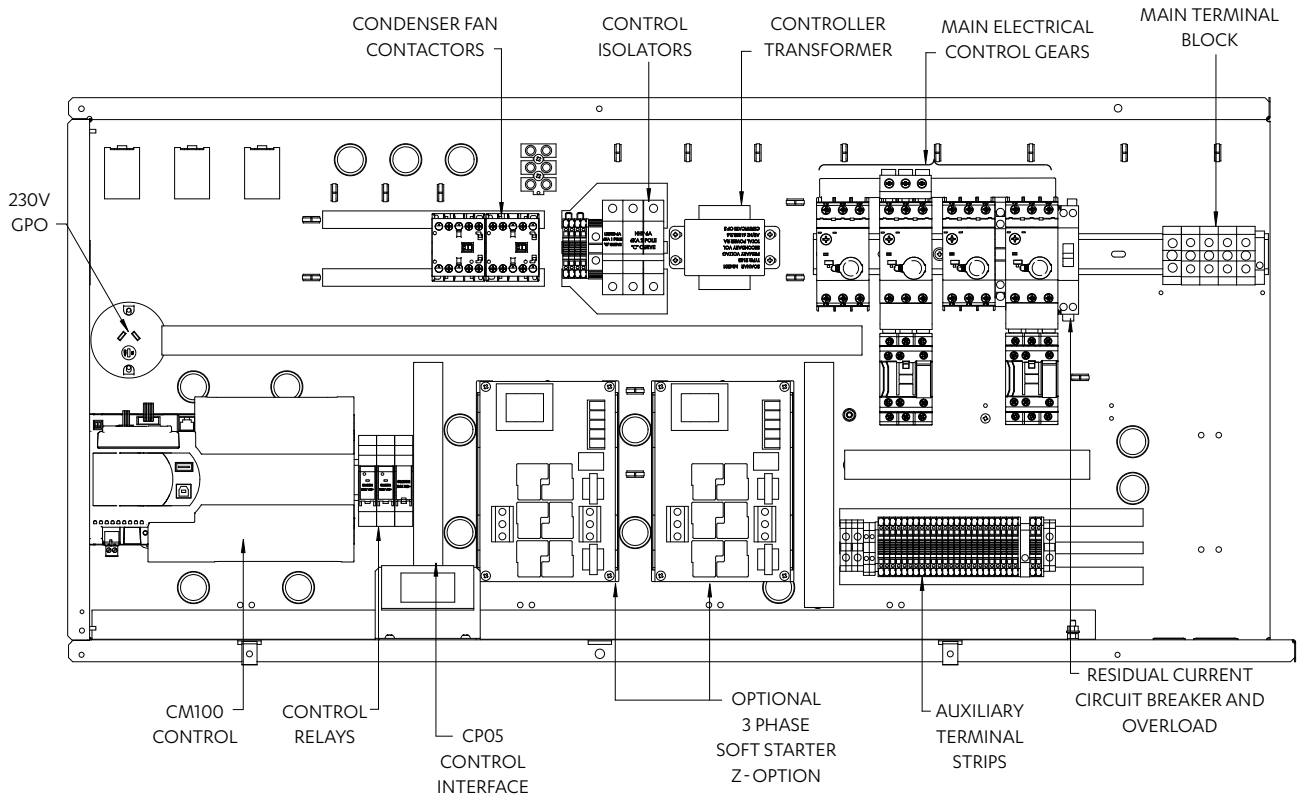 CONDENSER FAN
CONTACTORS
CONTROL
ISOLATORS
CONTROLLER
TRANSFORMER
MAIN ELECTRICAL
CONTROL GEARS
MAIN TERMINAL
BLOCK
230V
GPO
CM100
CONTROL
CONTROL
RELAYS
CP05
CONTROL
INTERFACE
OPTIONAL
3 PHASE
SOFT STARTER
Z-OPTION
AUXILIARY
TERMINAL
STRIPS
RESIDUAL CURRENT
CIRCUIT BREAKER AND
OVERLOAD